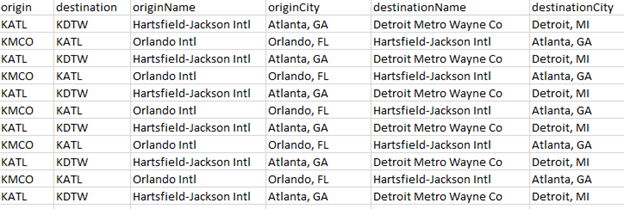 origin destination originName originCity destinationName destinationCity
KATL KDTW Hartsfield-Jackson Intl Atlanta, GA Detroit Metro Wayne Co Detroit, MI
KMCO KATL Orlando Intl Orlando, FL Hartsfield-Jackson Intl Atlanta, GA
KATL KDTW Hartsfield-Jackson Intl Atlanta, GA Detroit Metro Wayne Co Detroit, MI
KMCO KATL Orlando Intl Orlando, FL Hartsfield-Jackson Intl Atlanta, GA
KATL KDTW Hartsfield-Jackson Intl Atlanta, GA Detroit Metro Wayne Co Detroit, MI
KMCO KATL Orlando Intl Orlando, FL Hartsfield-Jackson Intl Atlanta, GA
KATL KDTW Hartsfield-Jackson Intl Atlanta, GA Detroit Metro Wayne Co Detroit, MI
KMCO KATL Orlando Intl Orlando, FL Hartsfield-Jackson Intl Atlanta, GA
KATL KDTW Hartsfield-Jackson Intl Atlanta, GA Detroit Metro Wayne Co Detroit, MI
KMCO KATL Orlando Intl Orlando, FL Hartsfield-Jackson Intl Atlanta, GA
KATL KDTW Hartsfield-Jackson Intl Atlanta, GA Detroit Metro Wayne Co Detroit, MI